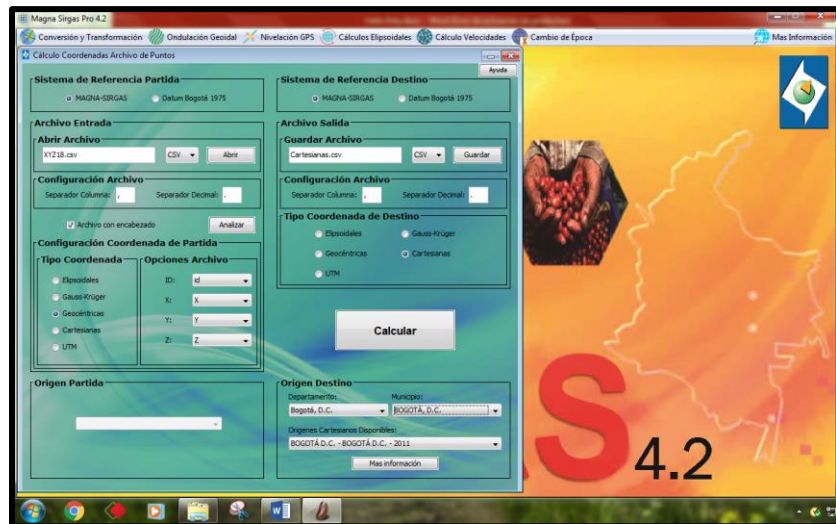 Magna Sirgas Pro 4.2
Conversión y Transformación Ondulación Geoidal Nivelación GPS Cálculos Elipsoidales Cálculo Velocidades Cambio de Época Mas Información
Cálculo Coordenadas Archivo de Puntos
Ayuda
Sistema de Referencia Partida
MAGNA-SIRGAS Datum Bogotá 1975
Archivo Entrada
Abrir Archivo
XYZ18.csv CSV Abrir
Configuración Archivo
Separador Columna: , Separador Decimal: .
Archivo con encabezado Analizar
Configuración Coordenada de Partida
Tipo Coordenada
Elipsoidales
Gauss-Krüger
Geocéntricas
Cartesianas
UTM
Opciones Archivo
ID: id
X: X
Y: Y
Z: Z
Origen Partida
Sistema de Referencia Destino
MAGNA-SIRGAS Datum Bogotá 1975
Archivo Salida
Guardar Archivo
Cartesianas.csv CSV Guardar
Configuración Archivo
Separador Columna: , Separador Decimal: .
Tipo Coordenada de Destino
Elipsoidales Gauss-Krüger
Geocéntricas Cartesianas
UTM
Calcular
Origen Destino
Departamento: Municipio:
Bogotá, D.C. BOGOTÁ, D.C.
Origenes Cartesianos Disponibles:
BOGOTÁ D.C. - BOGOTÁ D.C. - 2011
Mas información
AS
4.2